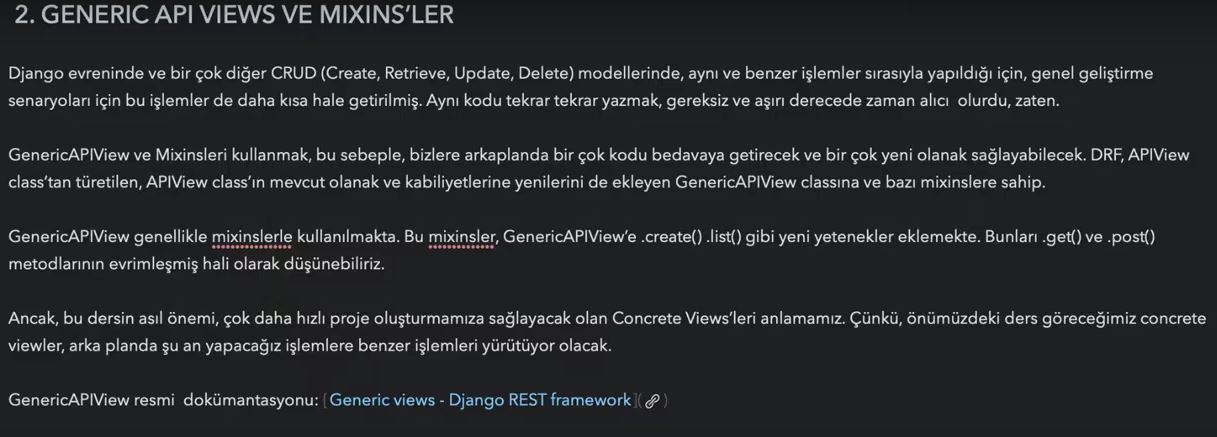 2. GENERIC API VIEWS VE MIXINS’LER
Django evreninde ve bir çok diğer CRUD (Create, Retrieve, Update, Delete) modellerinde, aynı ve benzer işlemler sırasıyla yapıldığı için, genel geliştirme
senaryoları için bu işlemler de daha kısa hale getirilmiş. Aynı kodu tekrar tekrar yazmak, gereksiz ve aşırı derecede zaman alıcı olurdu, zaten.
GenericAPIView ve Mixinsleri kullanmak, bu sebeple, bizlere arkaplanda bir çok kodu bedavaya getirecek ve bir çok yeni olanak sağlayabilecek. DRF, APIView
class’tan türetilen, APIView class’ın mevcut olanak ve kabiliyetlerine yenilerini de ekleyen GenericAPIView classına ve bazı mixinslere sahip.
GenericAPIView genellikle mixinslerle kullanılmakta. Bu mixinsler, GenericAPIView’e .create() .list() gibi yeni yetenekler eklemekte. Bunları .get() ve .post()
metodlarının evrimleşmiş hali olarak düşünebiliriz.
Ancak, bu dersin asıl önemi, çok daha hızlı proje oluşturmamıza sağlayacak olan Concrete Views’leri anlamamız. Çünkü, önümüzdeki ders göreceğimiz concrete
viewler, arka planda şu an yapacağız işlemlere benzer işlemleri yürütüyor olacak.
GenericAPIView resmi dokümantasyonu: [Generic views - Django REST framework]()